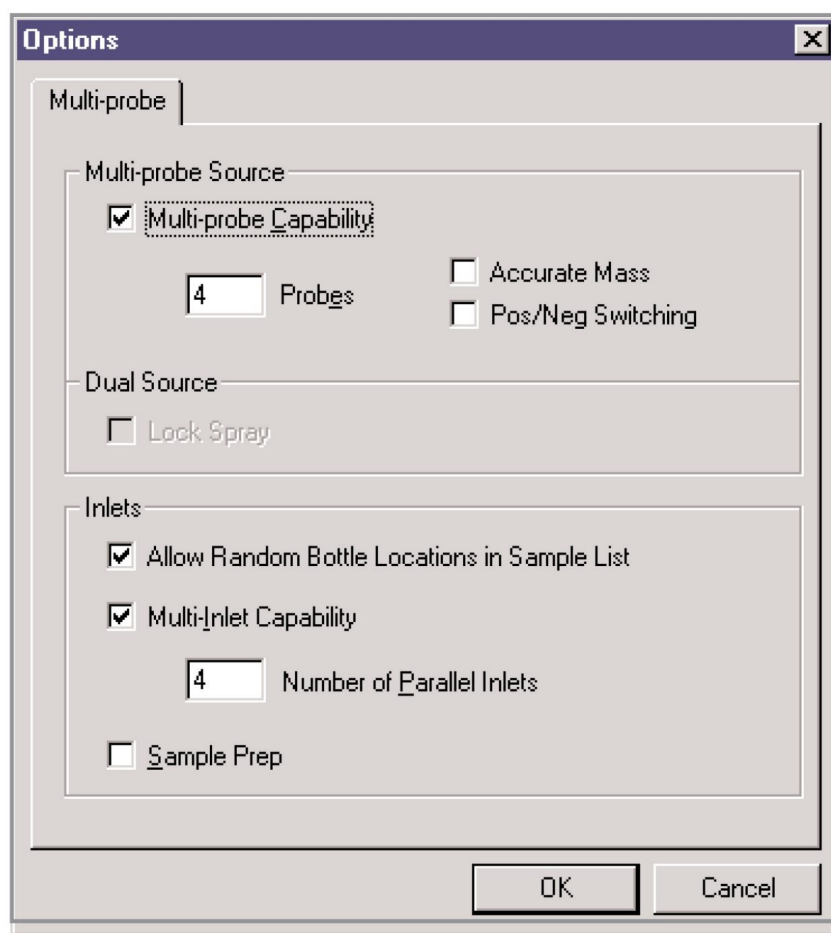 Options
Multi-probe
Multi-probe Source
Multi-probe Capability
4 Probes
Accurate Mass
Pos/Neg Switching
Dual Source
Lock Spray
Inlets
Allow Random Bottle Locations in Sample List
Multi-Inlet Capability
4 Number of Parallel Inlets
Sample Prep
OK Cancel